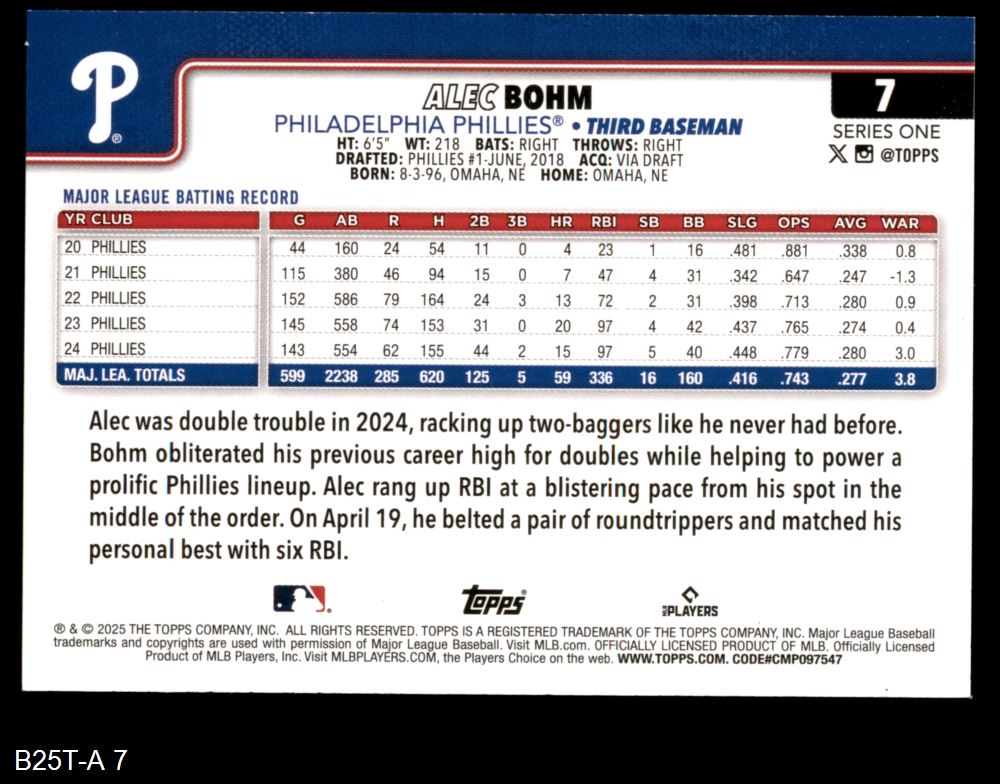 P®
ALEC BOHM
7
PHILADELPHIA PHILLIES® • THIRD BASEMAN
SERIES ONE
HT: 6'5" WT: 218 BATS: RIGHT THROWS: RIGHT
@TOPPS
DRAFTED: PHILLIES #1-JUNE, 2018 ACQ: VIA DRAFT
BORN: 8-3-96, OMAHA, NE HOME: OMAHA, NE
MAJOR LEAGUE BATTING RECORD
YR CLUB G AB R H 2B 3B HR RBI SB BB SLG OPS AVG WAR
20 PHILLIES 44 160 24 54 11 0 4 23 1 16 .481 .881 .338 0.8
21 PHILLIES 115 380 46 94 15 0 7 47 4 31 .342 .647 .247 -1.3
22 PHILLIES 152 586 79 164 24 3 13 72 2 31 .398 .713 .280 0.9
23 PHILLIES 145 558 74 153 31 0 20 97 4 42 .437 .765 .274 0.4
24 PHILLIES 143 554 62 155 44 2 15 97 5 40 .448 .779 .280 3.0
MAJ. LEA. TOTALS 599 2238 285 620 125 5 59 336 16 160 .416 .743 .277 3.8
Alec was double trouble in 2024, racking up two-baggers like he never had before.
Bohm obliterated his previous career high for doubles while helping to power a
prolific Phillies lineup. Alec rang up RBI at a blistering pace from his spot in the
middle of the order. On April 19, he belted a pair of roundtrippers and matched his
personal best with six RBI.
Topps® PLAYERS
® & © 2025 THE TOPPS COMPANY, INC. ALL RIGHTS RESERVED. TOPPS IS A REGISTERED TRADEMARK OF THE TOPPS COMPANY, INC. Major League Baseball
trademarks and copyrights are used with permission of Major League Baseball. Visit MLB.com. OFFICIALLY LICENSED PRODUCT OF MLB. Officially Licensed
Product of MLB Players, Inc. Visit MLBPLAYERS.COM, the Players Choice on the web. WWW.TOPPS.COM. CODE#CMP097547
B25T-A 7